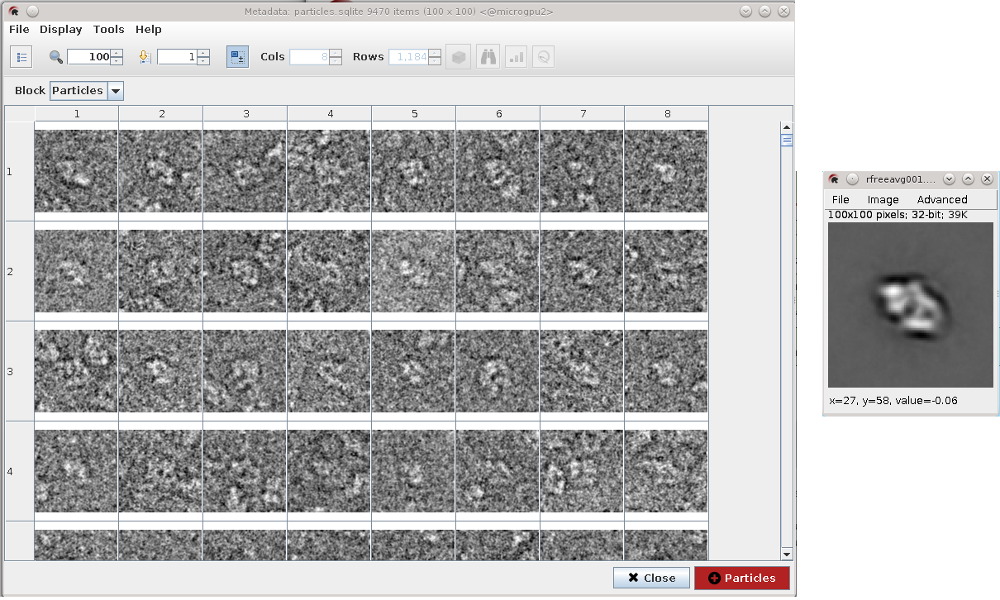 Metadata: particles.sqlite 9470 items (100 x 100) <@microgpu2>
File Display Tools Help
100 1 Cols 8 Rows 1,184
Block Particles
1 2 3 4 5 6 7 8
1
2
3
4
Close Particles
rfreeavg001....
File Image Advanced
100x100 pixels; 32-bit; 39K
x=27, y=58, value=-0.06